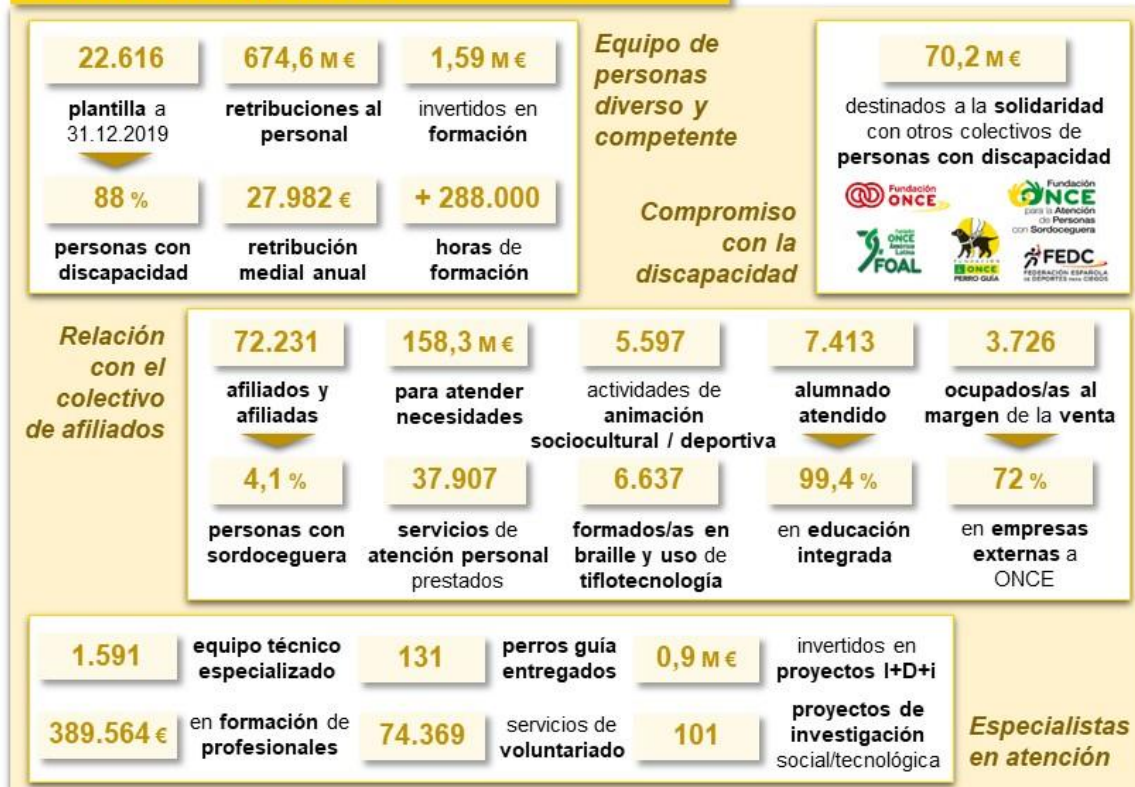 22.616
plantilla a
31.12.2019
674,6 M €
retribuciones al
personal
1,59 M €
invertidos en
formación
88 %
personas con
discapacidad
27.982 €
retribución
medial anual
+ 288.000
horas de
formación
Equipo de
personas
diverso y
competente
Compromiso
con la
discapacidad
70,2 M €
destinados a la solidaridad
con otros colectivos de
personas con discapacidad
Fundación
ONCE
Fundación
ONCE
para la Atención
de Personas
con Sordoceguera
Fundación
ONCE
América
Latina
FOAL
FUNDACIÓN
ONCE
PERRO GUÍA
FEDC
FEDERACIÓN ESPAÑOLA
DE DEPORTES PARA CIEGOS
Relación
con el
colectivo
de afiliados
72.231
afiliados y
afiliadas
158,3 M €
para atender
necesidades
5.597
actividades de
animación
sociocultural / deportiva
7.413
alumnado
atendido
3.726
ocupados/as al
margen de la venta
4,1 %
personas con
sordoceguera
37.907
servicios de
atención personal
prestados
6.637
formados/as en
braille y uso de
tiflotecnología
99,4 %
en educación
integrada
72 %
en empresas
externas a
ONCE
1.591
equipo técnico
especializado
131
perros guía
entregados
0,9 M €
invertidos en
proyectos I+D+i
389.564 €
en formación de
profesionales
74.369
servicios de
voluntariado
101
proyectos de
investigación
social/tecnológica
Especialistas
en atención